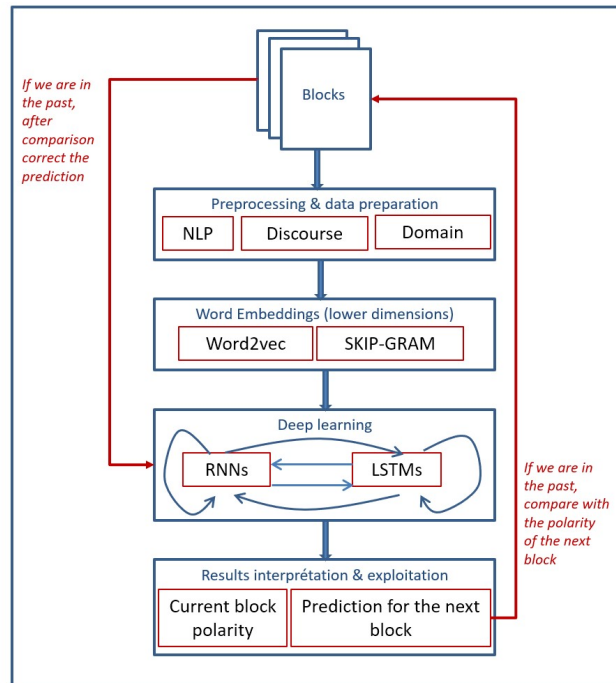 If we are in
the past,
after
comparison
correct the
prediction
Blocks
Preprocessing & data preparation
NLP
Discourse
Domain
Word Embeddings (lower dimensions)
Word2vec
SKIP-GRAM
Deep learning
RNNs
LSTMs
If we are in
the past,
compare with
the polarity
of the next
block
Results interprétation & exploitation
Current block
polarity
Prediction for the next
block